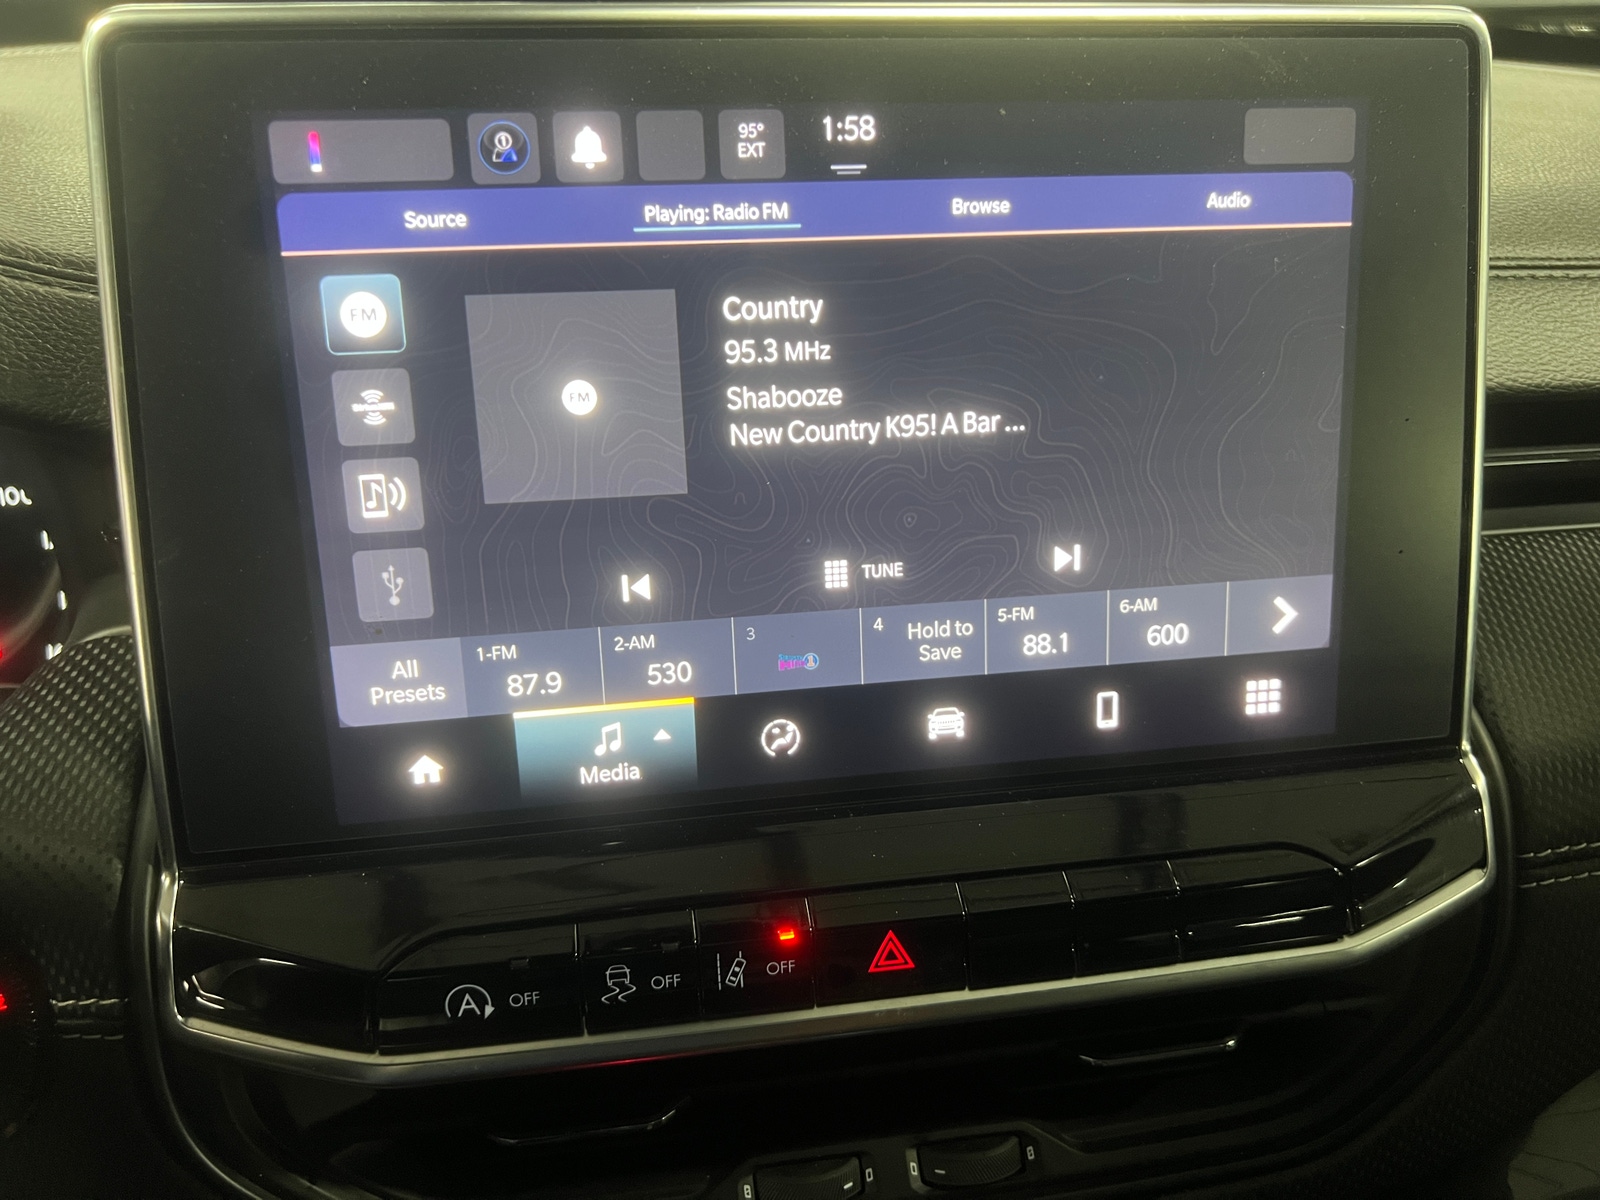 95°
EXT
1:58
Source
Playing: Radio FM
Browse
Audio
FM
FM
Country
95.3 MHz
Shabooze
New Country K95! A Bar ...
TUNE
All
Presets
1-FM
87.9
2-AM
530
3
4
Hold to
Save
5-FM
88.1
6-AM
600
Media
A OFF
OFF
OFF